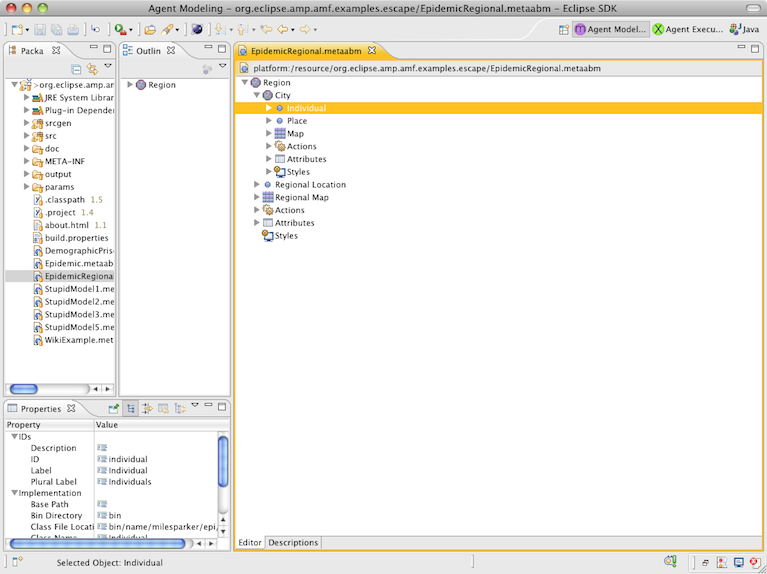 Agent Modeling – org.eclipse.amp.amf.examples.escape/EpidemicRegional.metaabm – Eclipse SDK
Agent Model... Agent Execu... Java
Packa
Outlin
EpidemicRegional.metaabm
>org.eclipse.amp.ar
JRE System Librar
Plug-in Depende
srcgen
src
doc
META-INF
output
params
.classpath 1.5
.project 1.4
about.html 1.1
build.properties
DemographicPris
Epidemic.metaab
EpidemicRegiona
StupidModel1.me
StupidModel2.me
StupidModel3.me
StupidModel5.me
WikiExample.met
Region
platform:/resource/org.eclipse.amp.amf.examples.escape/EpidemicRegional.metaabm
Region
City
Individual
Place
Map
Actions
Attributes
Styles
Regional Location
Regional Map
Actions
Attributes
Styles
Properties
Property Value
IDs
Description
ID individual
Label Individual
Plural Label Individuals
Implementation
Base Path
Bin Directory bin
Class File Locati bin/name/milesparker/epi
Editor Descriptions
Selected Object: Individual